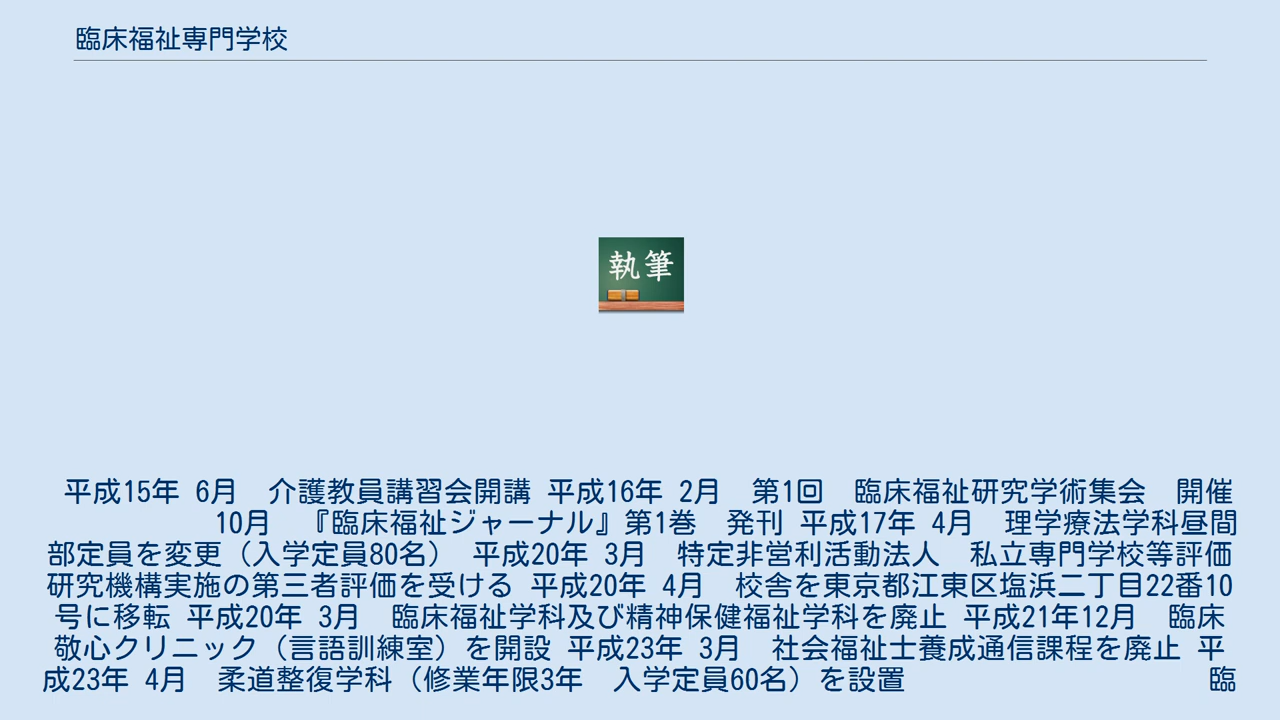 臨床福祉専門学校
執筆
平成15年 6月　介護教員講習会開講 平成16年 2月　第1回　臨床福祉研究学術集会　開催
10月　『臨床福祉ジャーナル』第1巻　発刊 平成17年 4月　理学療法学科昼間
部定員を変更（入学定員80名） 平成20年 3月　特定非営利活動法人　私立専門学校等評価
研究機構実施の第三者評価を受ける 平成20年 4月　校舎を東京都江東区塩浜二丁目22番10
号に移転 平成20年 3月　臨床福祉学科及び精神保健福祉学科を廃止 平成21年12月　臨床
敬心クリニック（言語訓練室）を開設 平成23年 3月　社会福祉士養成通信課程を廃止 平
成23年 4月　柔道整復学科（修業年限3年　入学定員60名）を設置　臨